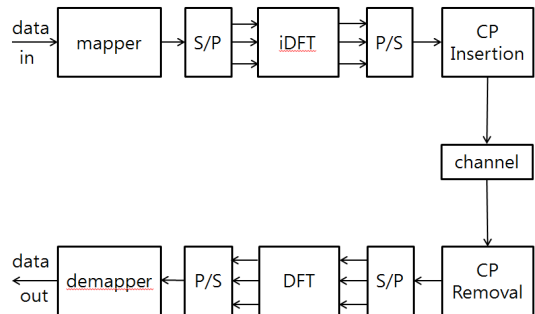 data
in
mapper
S/P
iDFT
P/S
CP
Insertion
channel
data
out
demapper
P/S
DFT
S/P
CP
Removal